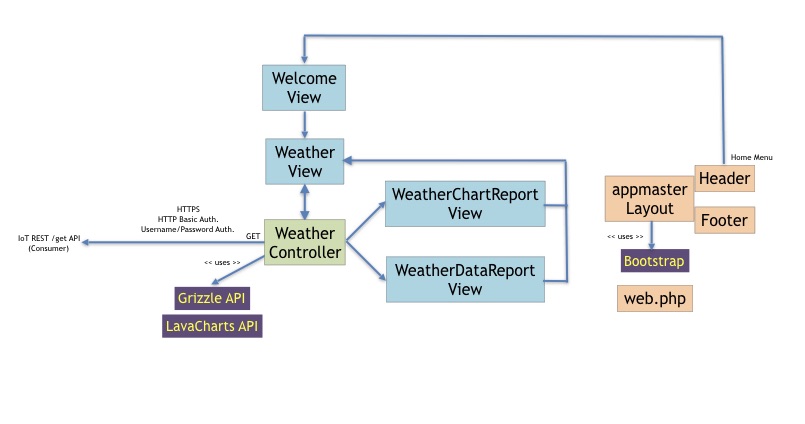 Welcome
View
Home Menu
Weather
View
Header
WeatherChartReport
View
appmaster
Layout
Footer
HTTPS
HTTP Basic Auth.
Username/Password Auth.
GET
IoT REST /get API
(Consumer)
Weather
Controller
<< uses >>
<< uses >>
WeatherDataReport
View
Bootstrap
Grizzle API
web.php
LavaCharts API